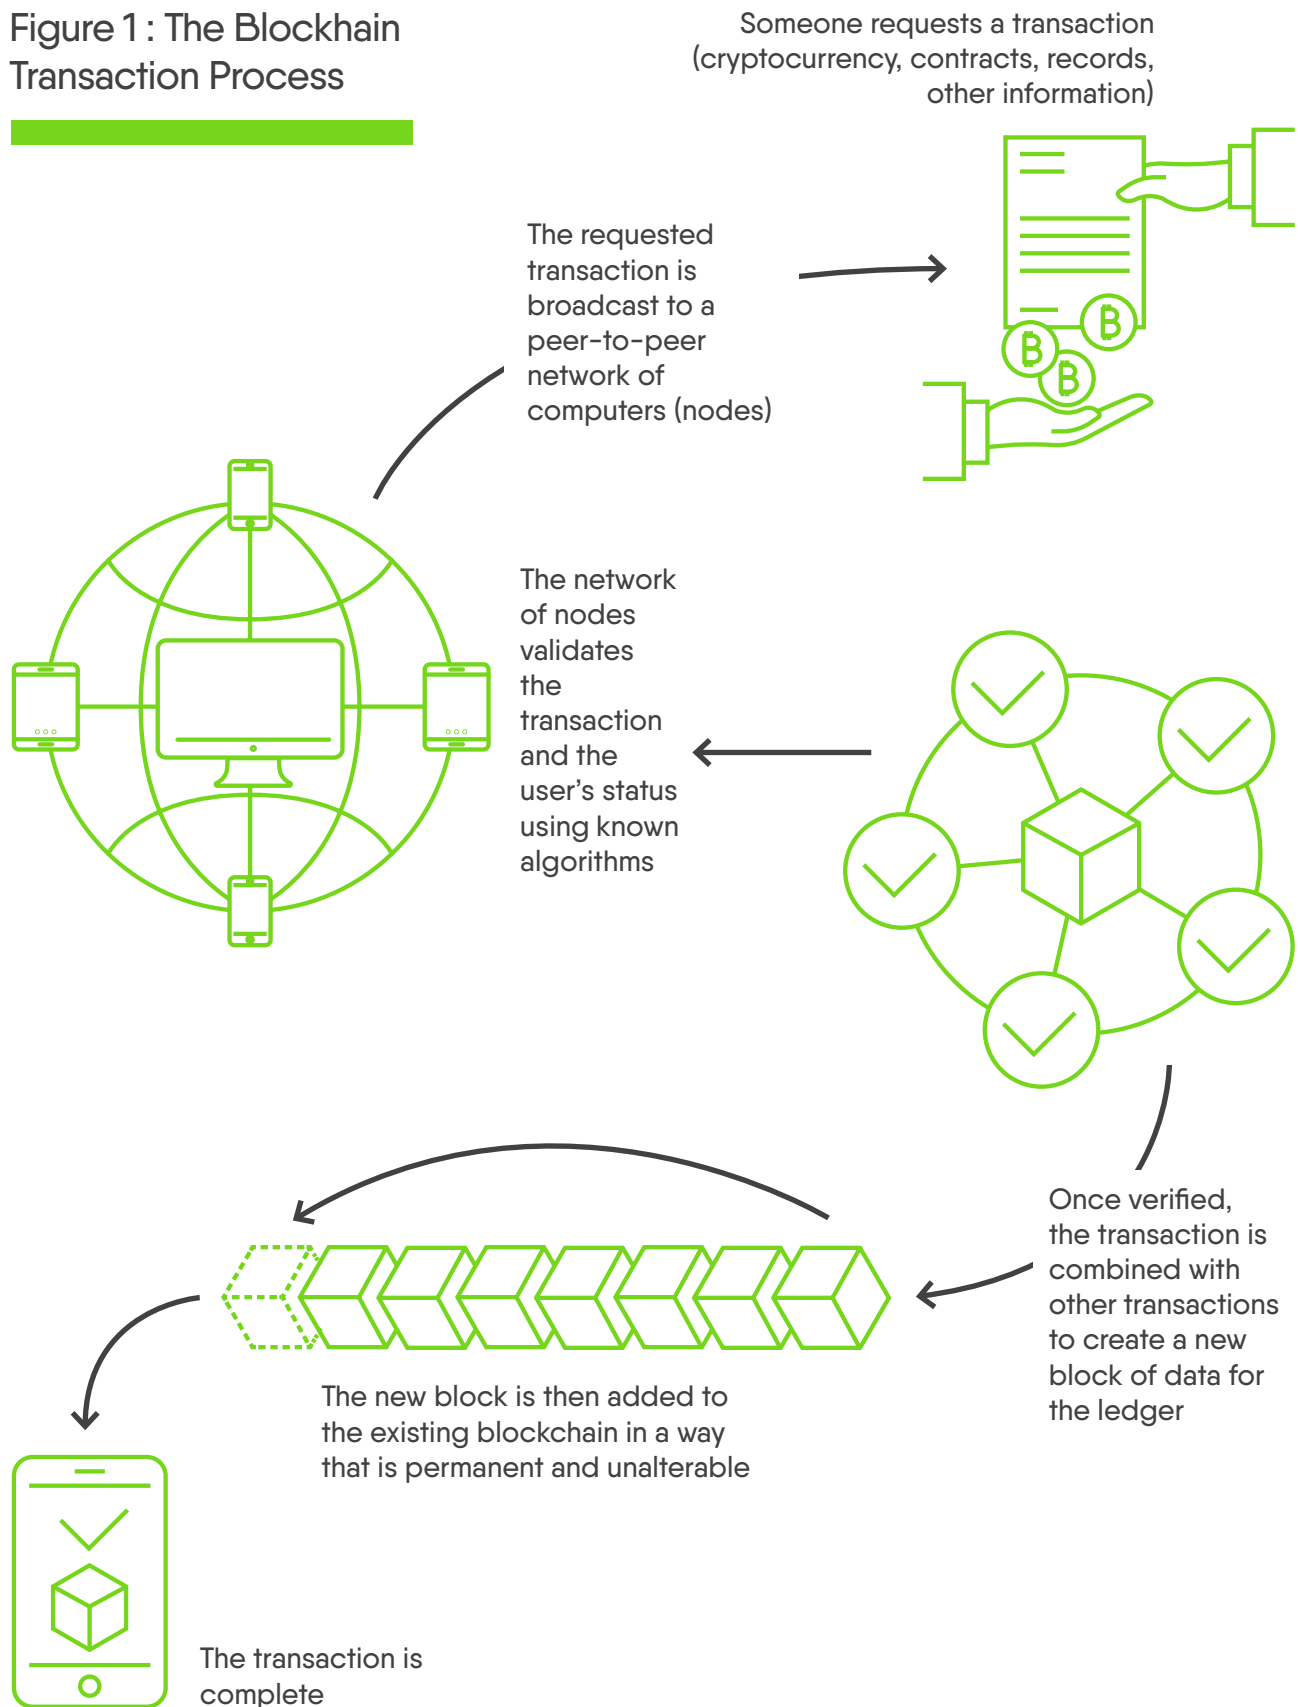 Figure 1 : The Blockhain
Transaction Process
Someone requests a transaction
(cryptocurrency, contracts, records,
other information)
The requested
transaction is
broadcast to a
peer-to-peer
network of
computers (nodes)
The network
of nodes
validates
the
transaction
and the
user’s status
using known
algorithms
Once verified,
the transaction is
combined with
other transactions
to create a new
block of data for
the ledger
The new block is then added to
the existing blockchain in a way
that is permanent and unalterable
The transaction is
complete